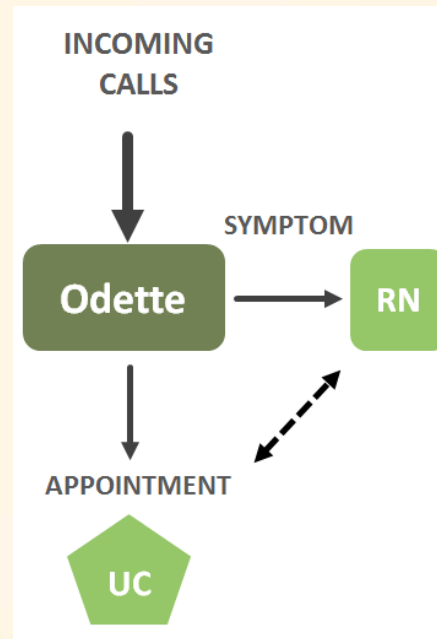 INCOMING
CALLS
SYMPTOM
Odette
RN
APPOINTMENT
UC